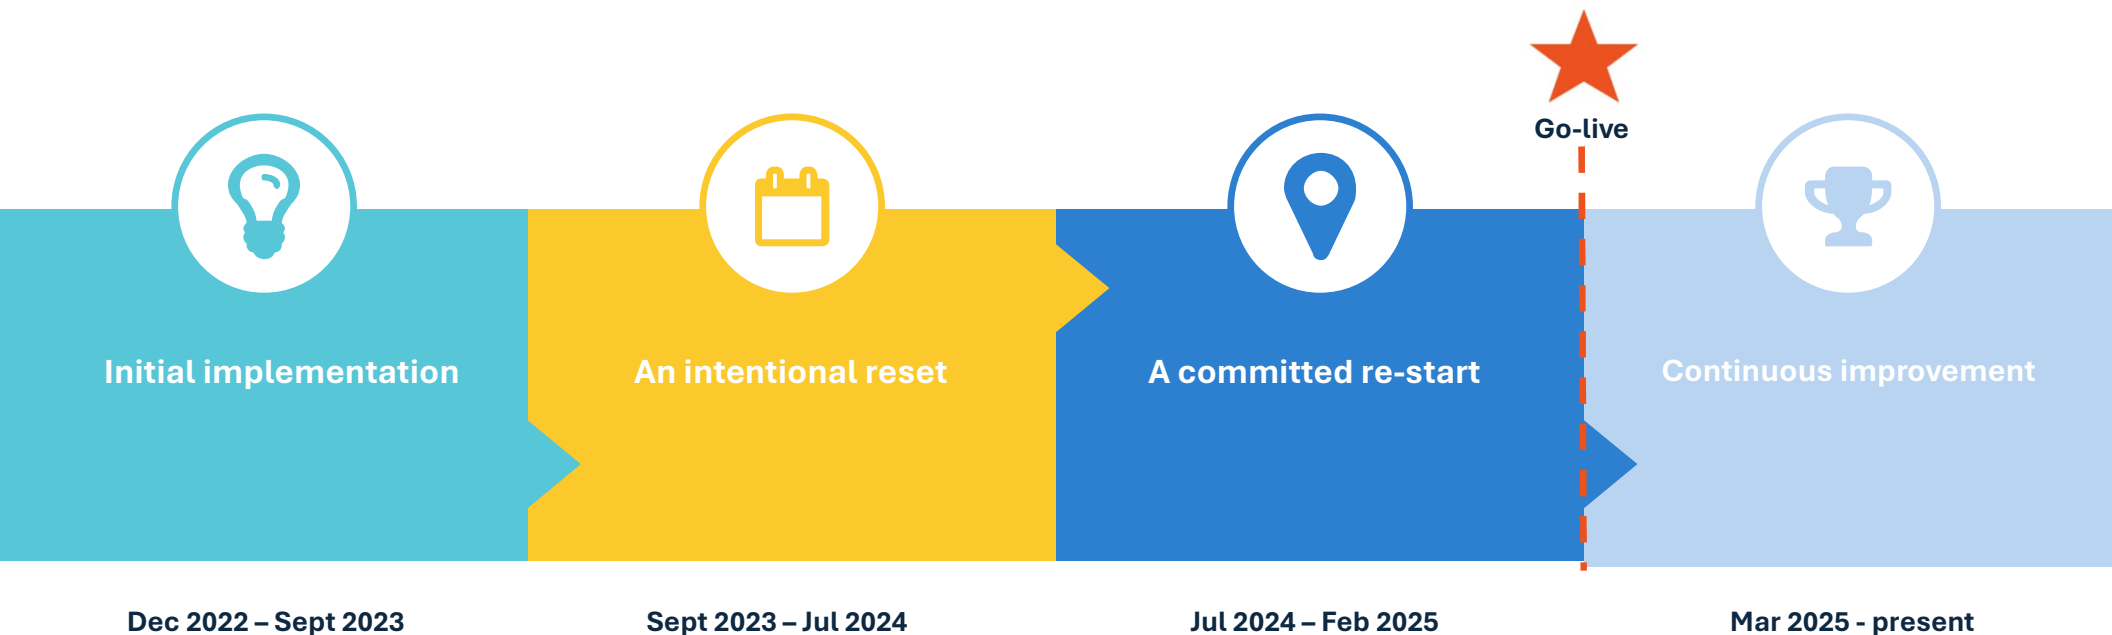 Go-live
Initial implementation
An intentional reset
A committed re-start
Continuous improvement
Dec 2022 – Sept 2023
Sept 2023 – Jul 2024
Jul 2024 – Feb 2025
Mar 2025 - present